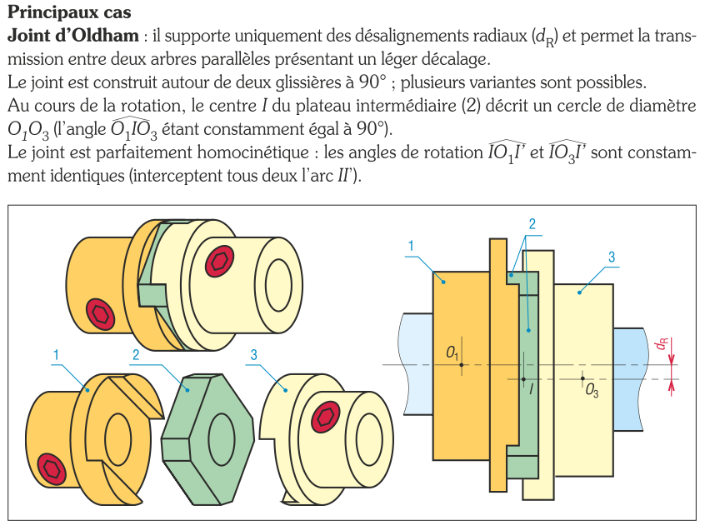 Principaux cas
Joint d'Oldham : il supporte uniquement des désalignements radiaux (dR) et permet la trans-
mission entre deux arbres parallèles présentant un léger décalage.
Le joint est construit autour de deux glissières à 90° ; plusieurs variantes sont possibles.
Au cours de la rotation, le centre I du plateau intermédiaire (2) décrit un cercle de diamètre
O1O3 (l'angle O1IO3 étant constamment égal à 90°).
Le joint est parfaitement homocinétique : les angles de rotation IO1I' et IO3I' sont constam-
ment identiques (interceptent tous deux l'arc II').
2
1
3
dR
O1
I
O3
1
2
3